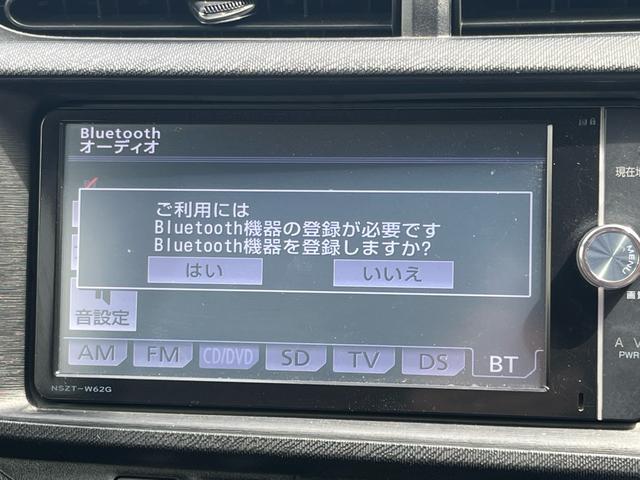 Bluetooth
オーディオ
ご利用には
Bluetooth機器の登録が必要です
Bluetooth機器を登録しますか?
はい
いいえ
音設定
AM
FM
CD/DVD
SD
TV
DS
BT
NSZT-W62G
現在地
MENU
PWR